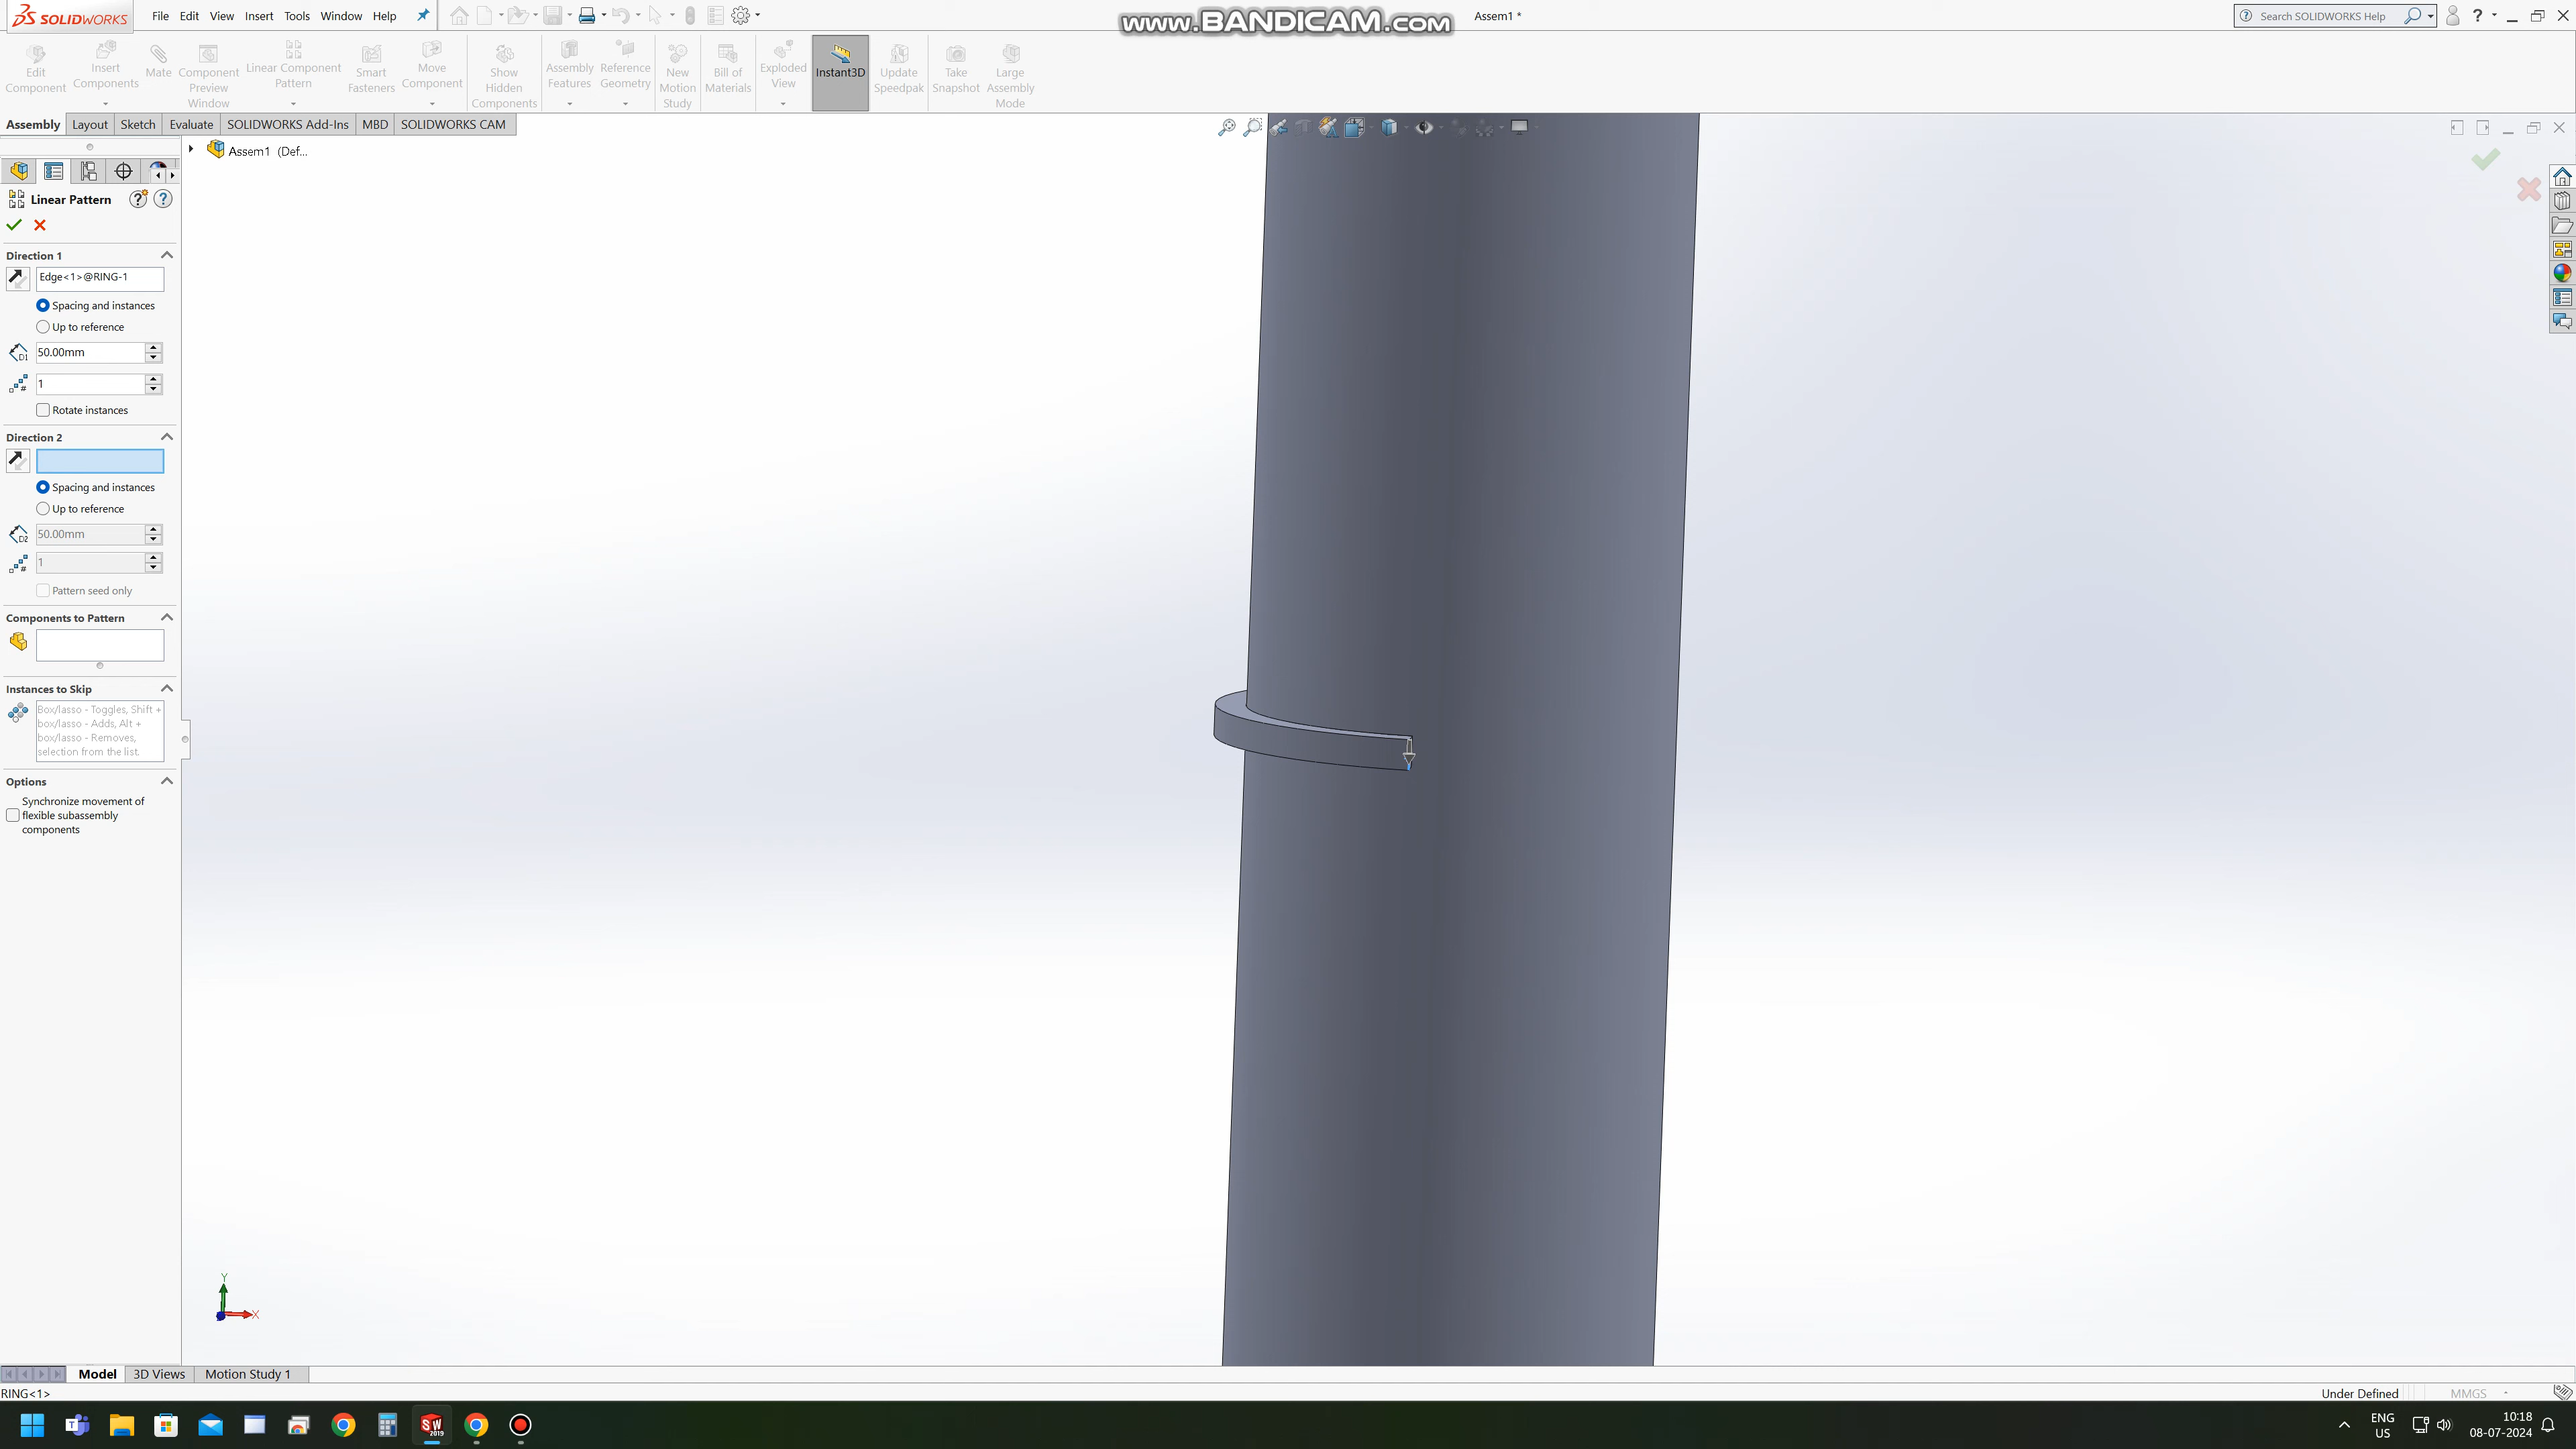 SOLIDWORKS File Edit View Insert Tools Window Help
www.BANDICAM.com
Assem1 *
Search SOLIDWORKS Help
Edit Component
Insert Components
Mate
Component Preview Window
Linear Component Pattern
Smart Fasteners
Move Component
Show Hidden Components
Assembly Features
Reference Geometry
New Motion Study
Bill of Materials
Exploded View
Instant3D
Update Speedpak
Take Snapshot
Large Assembly Mode
Assembly Layout Sketch Evaluate SOLIDWORKS Add-Ins MBD SOLIDWORKS CAM
Assem1 (Def...
Linear Pattern
Direction 1
Edge<1>@RING-1
Spacing and instances
Up to reference
D1 50.00mm
# 1
Rotate instances
Direction 2
Spacing and instances
Up to reference
D2 50.00mm
# 1
Pattern seed only
Components to Pattern
Instances to Skip
Box/lasso - Toggles, Shift +
box/lasso - Adds, Alt +
box/lasso - Removes,
selection from the list.
Options
Synchronize movement of
flexible subassembly
components
Y
X
Model 3D Views Motion Study 1
RING<1>
Under Defined MMGS -
SW 2019
ENG
US
10:18
08-07-2024